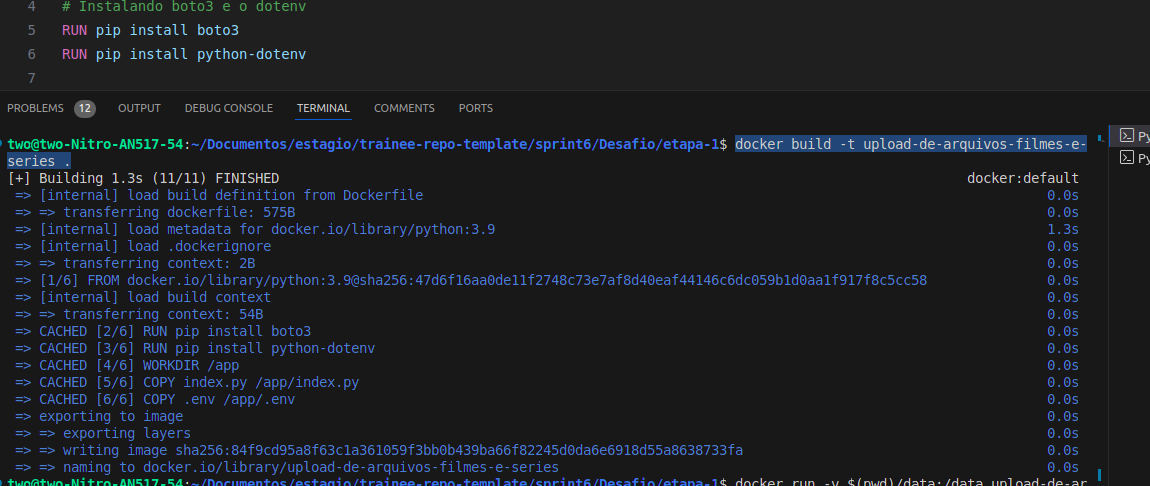 4 # Instalando boto3 e o dotenv
5 RUN pip install boto3
6 RUN pip install python-dotenv
7
PROBLEMS 12 OUTPUT DEBUG CONSOLE TERMINAL COMMENTS PORTS
two@two-Nitro-AN517-54:~/Documentos/estagio/trainee-repo-template/sprint6/Desafio/etapa-1$ docker build -t upload-de-arquivos-filmes-e-
series .
[+] Building 1.3s (11/11) FINISHED docker:default
=> [internal] load build definition from Dockerfile 0.0s
=> => transferring dockerfile: 575B 0.0s
=> [internal] load metadata for docker.io/library/python:3.9 1.3s
=> [internal] load .dockerignore 0.0s
=> => transferring context: 2B 0.0s
=> [1/6] FROM docker.io/library/python:3.9@sha256:47d6f16aa0de11f2748c73e7af8d40eaf44146c6dc059b1d0aa1f917f8c5cc58 0.0s
=> [internal] load build context 0.0s
=> => transferring context: 54B 0.0s
=> CACHED [2/6] RUN pip install boto3 0.0s
=> CACHED [3/6] RUN pip install python-dotenv 0.0s
=> CACHED [4/6] WORKDIR /app 0.0s
=> CACHED [5/6] COPY index.py /app/index.py 0.0s
=> CACHED [6/6] COPY .env /app/.env 0.0s
=> exporting to image 0.0s
=> => exporting layers 0.0s
=> => writing image sha256:84f9cd95a8f63c1a361059f3bb0b439ba66f82245d0da6e6918d55a8638733fa 0.0s
=> => naming to docker.io/library/upload-de-arquivos-filmes-e-series 0.0s
two@two-Nitro-AN517-54:~/Documentos/estagio/trainee-repo-template/sprint6/Desafio/etapa-1$ docker run -v $(pwd)/data:/data upload-de-ar
Py
Py